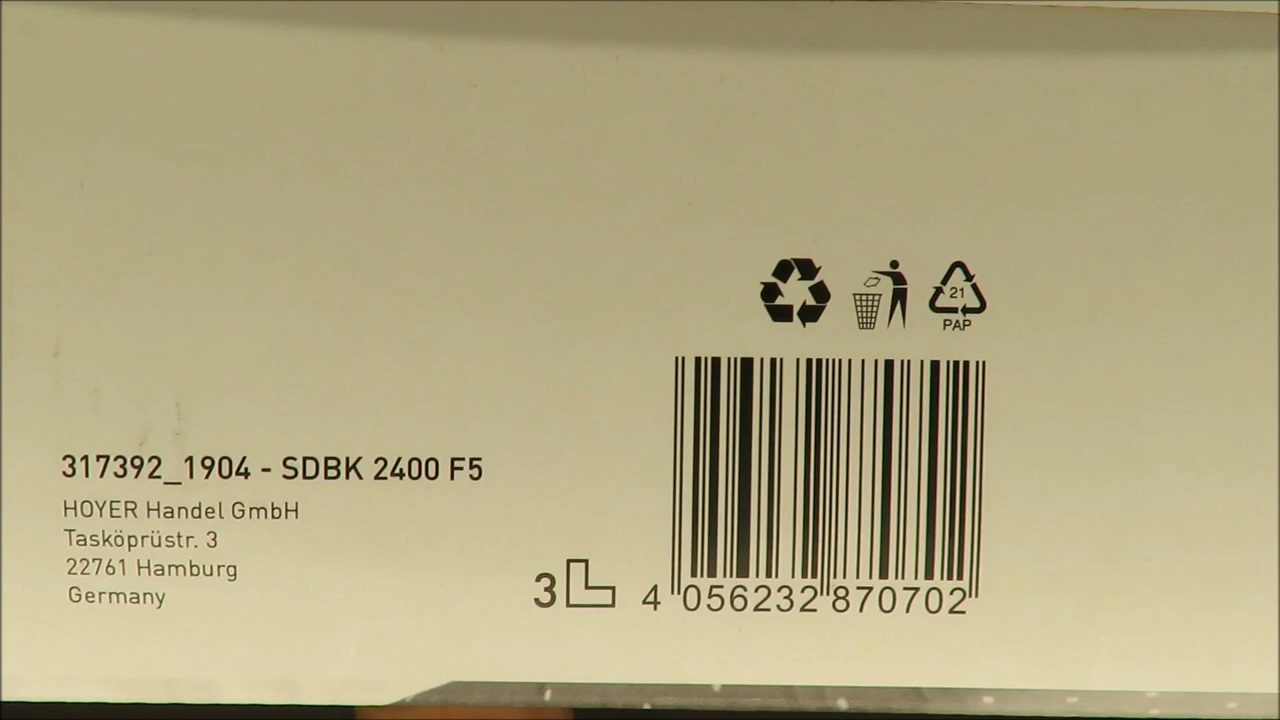 21
PAP
317392_1904 - SDBK 2400 F5
HOYER Handel GmbH
Tasköprüstr. 3
22761 Hamburg
Germany
3 L
4 056232 870702